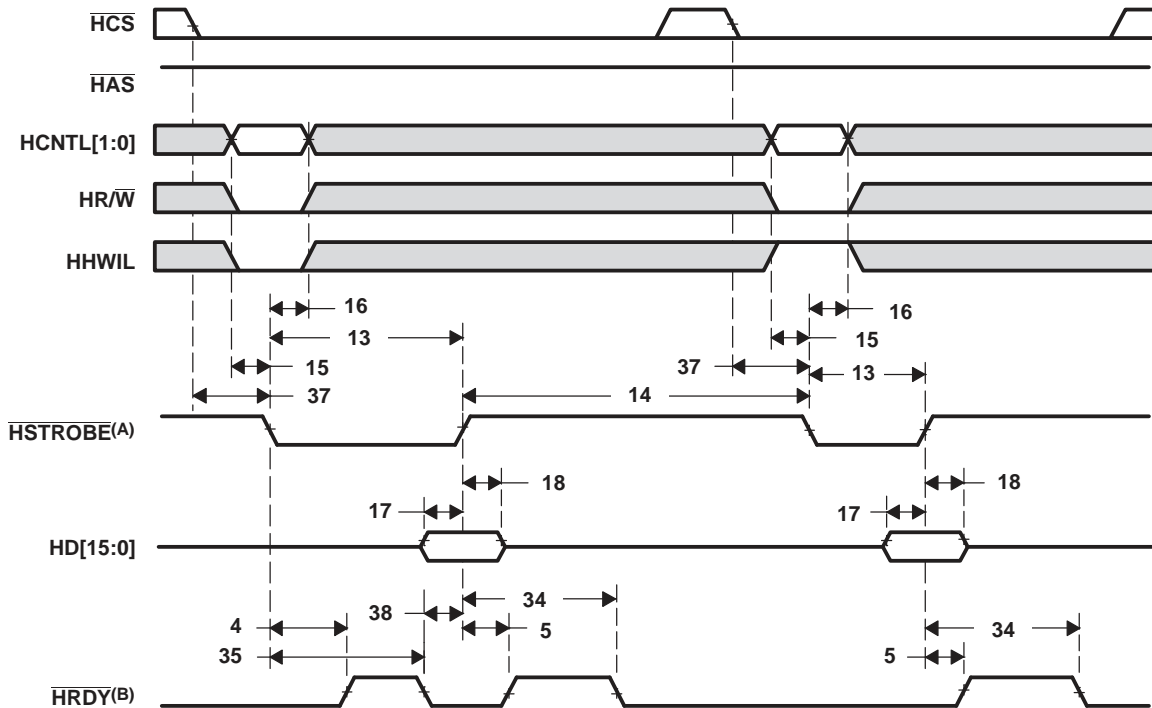 HCS
HAS
HCNTL[1:0]
HR/W
HHWIL
16
16
13
15
15
37
13
37
14
HSTROBE(A)
18
18
17
17
HD[15:0]
34
38
4
5
34
35
5
HRDY(B)